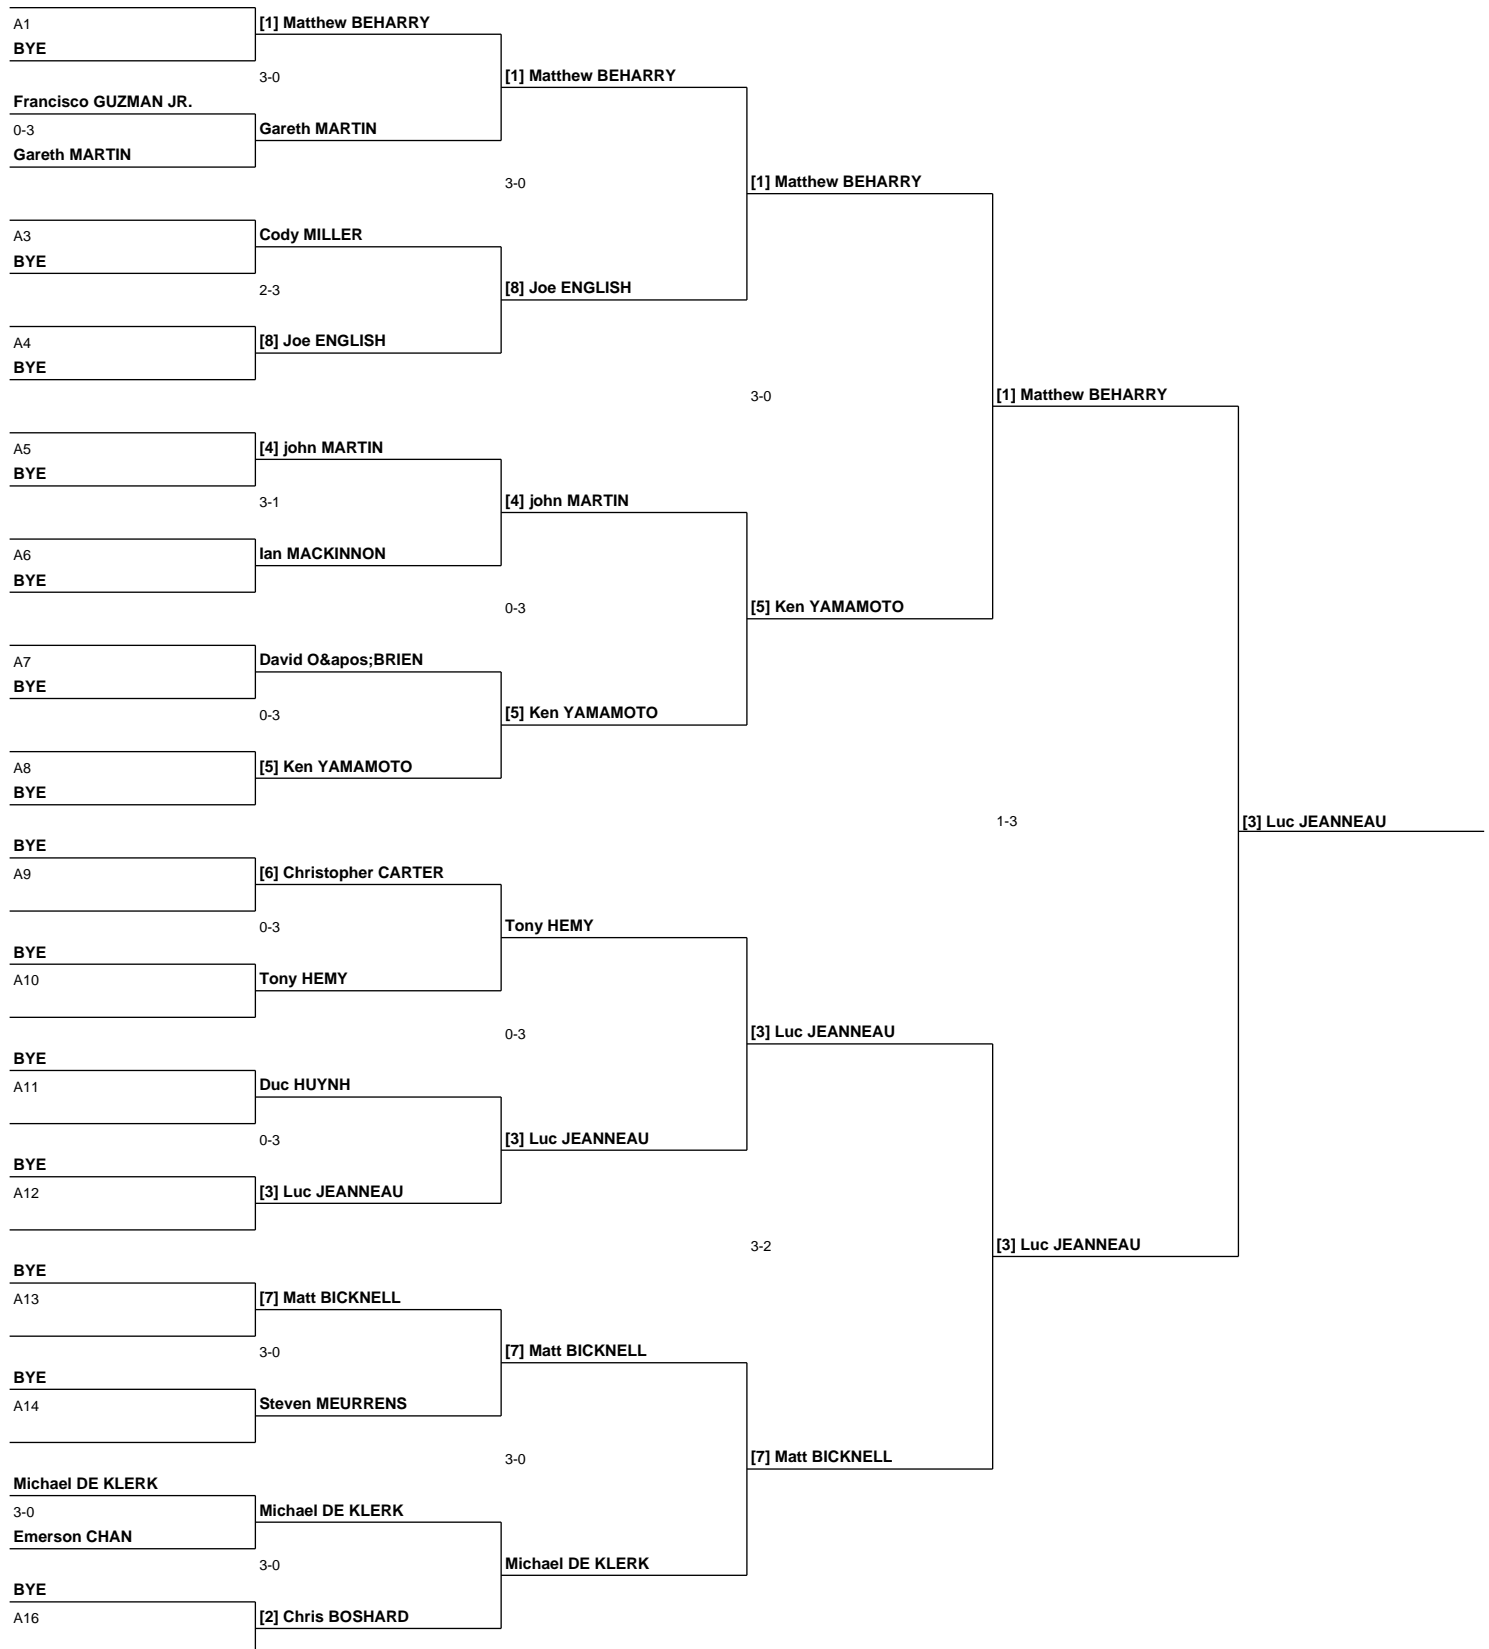 A1
[1] Matthew BEHARRY
BYE
3-0
[1] Matthew BEHARRY
Francisco GUZMAN JR.
0-3
Gareth MARTIN
Gareth MARTIN
3-0
[1] Matthew BEHARRY
A3
Cody MILLER
BYE
2-3
[8] Joe ENGLISH
A4
[8] Joe ENGLISH
BYE
3-0
[1] Matthew BEHARRY
A5
[4] john MARTIN
BYE
3-1
[4] john MARTIN
A6
Ian MACKINNON
BYE
0-3
[5] Ken YAMAMOTO
A7
David O&apos;BRIEN
BYE
0-3
[5] Ken YAMAMOTO
A8
[5] Ken YAMAMOTO
BYE
1-3
[3] Luc JEANNEAU
BYE
A9
[6] Christopher CARTER
0-3
Tony HEMY
BYE
A10
Tony HEMY
0-3
[3] Luc JEANNEAU
BYE
A11
Duc HUYNH
0-3
[3] Luc JEANNEAU
BYE
A12
[3] Luc JEANNEAU
3-2
[3] Luc JEANNEAU
BYE
A13
[7] Matt BICKNELL
3-0
[7] Matt BICKNELL
BYE
A14
Steven MEURRENS
3-0
[7] Matt BICKNELL
Michael DE KLERK
3-0
Michael DE KLERK
Emerson CHAN
3-0
Michael DE KLERK
BYE
A16
[2] Chris BOSHARD